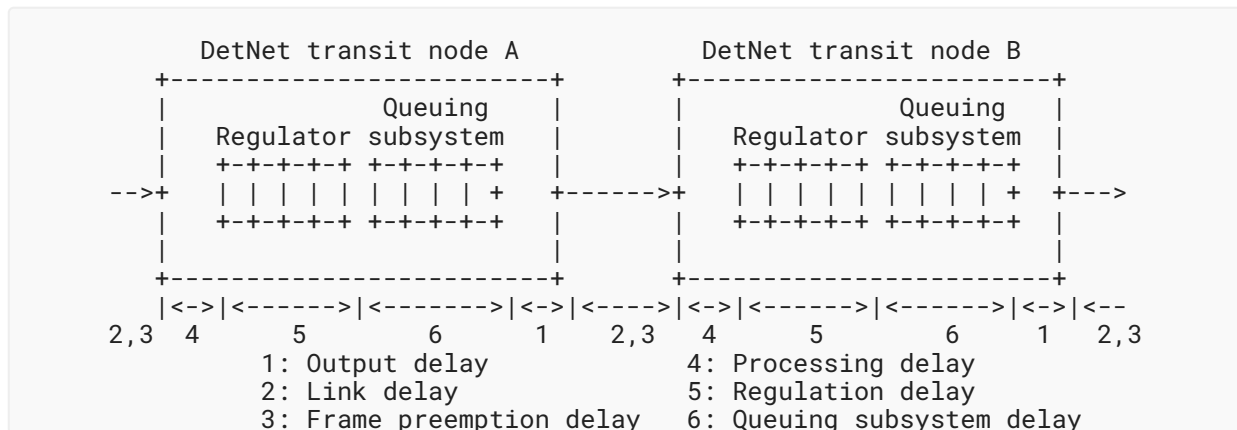 DetNet transit node A            DetNet transit node B
   +-------------------------+       +------------------------+
   |              Queuing    |       |              Queuing   |
   |   Regulator subsystem   |       |   Regulator subsystem  |
   |   +-+-+-+-+ +-+-+-+-+   |       |   +-+-+-+-+ +-+-+-+-+  |
-->+   | | | | | | | | | +   +------>+   | | | | | | | | | +  +--->
   |   +-+-+-+-+ +-+-+-+-+   |       |   +-+-+-+-+ +-+-+-+-+  |
   |                         |       |                        |
   +-------------------------+       +------------------------+
   |<->|<------>|<------->|<->|<---->|<->|<------>|<------->|<->|<--
2,3  4      5        6      1    2,3   4      5        6      1   2,3
          1: Output delay             4: Processing delay
          2: Link delay               5: Regulation delay
          3: Frame preemption delay   6: Queuing subsystem delay